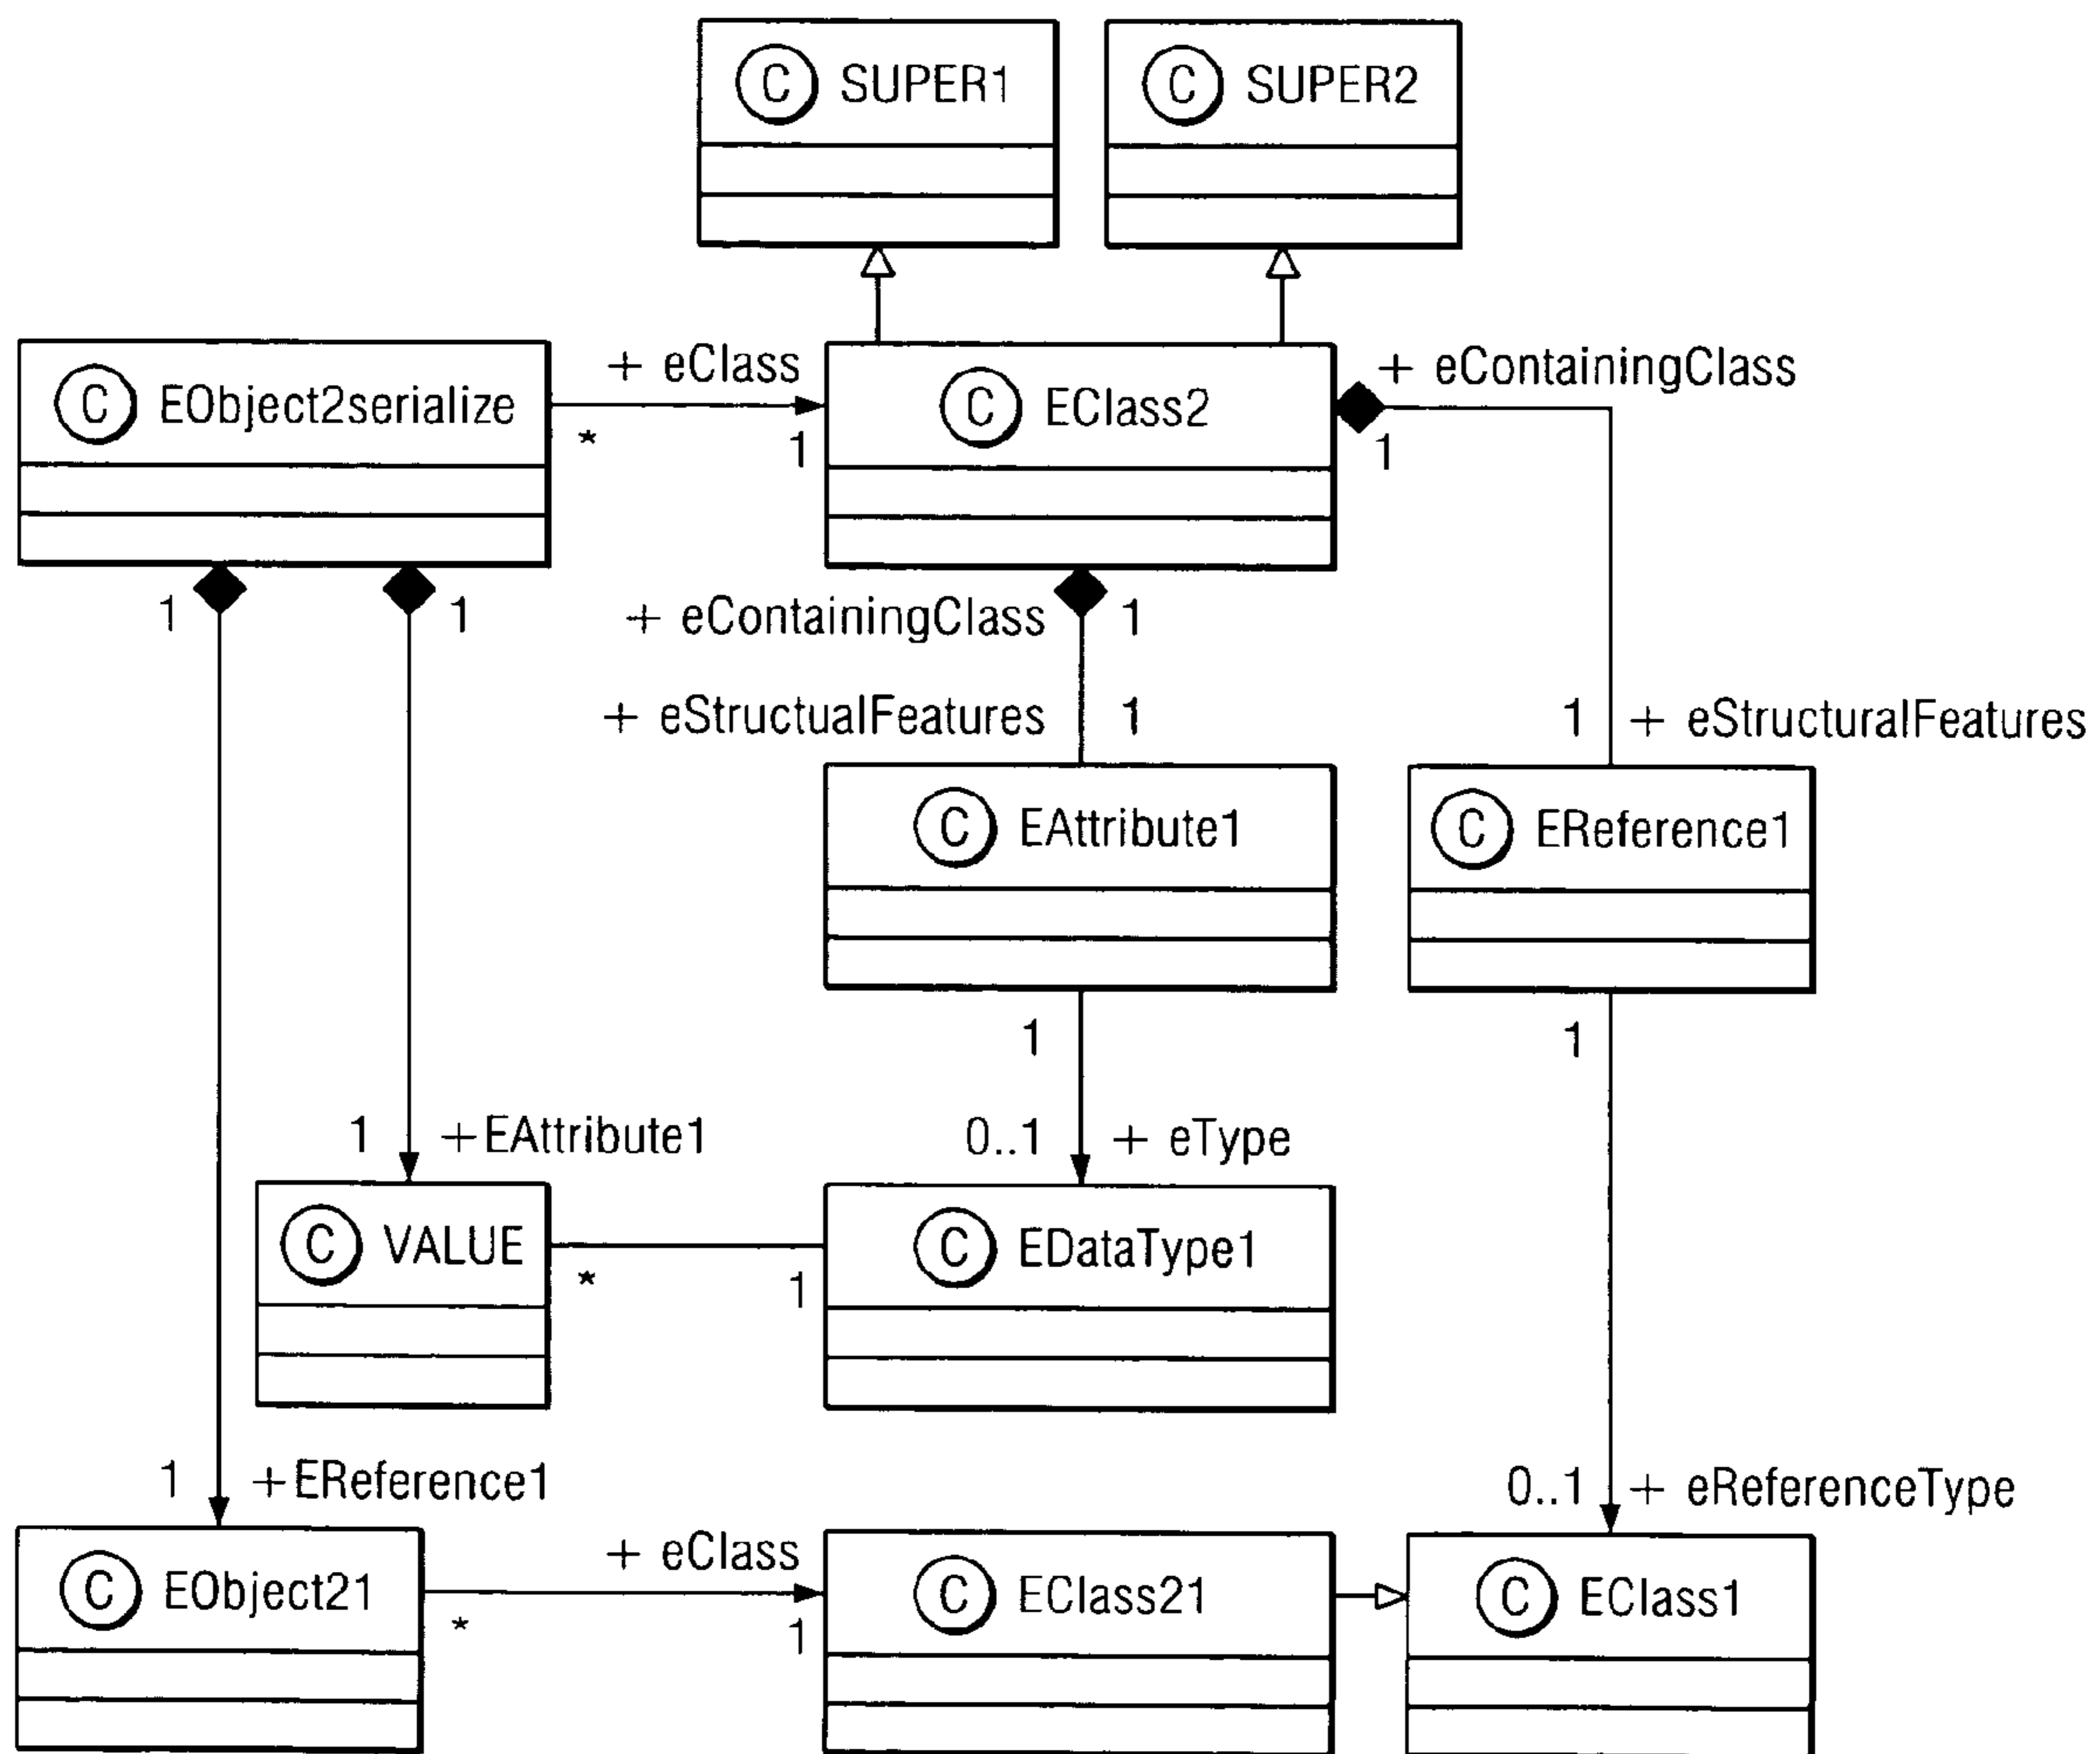 C SUPER1
C SUPER2
C EObject2serialize
+ eClass
*
1
C EClass2
+ eContainingClass
1
1
1
+ eContainingClass
1
+ eStructualFeatures
1
1
+ eStructuralFeatures
C EAttribute1
C EReference1
1
1
1
+EAttribute1
0..1
+ eType
C VALUE
*
1
C EDataType1
1
+EReference1
0..1
+ eReferenceType
C EObject21
+ eClass
*
1
C EClass21
C EClass1